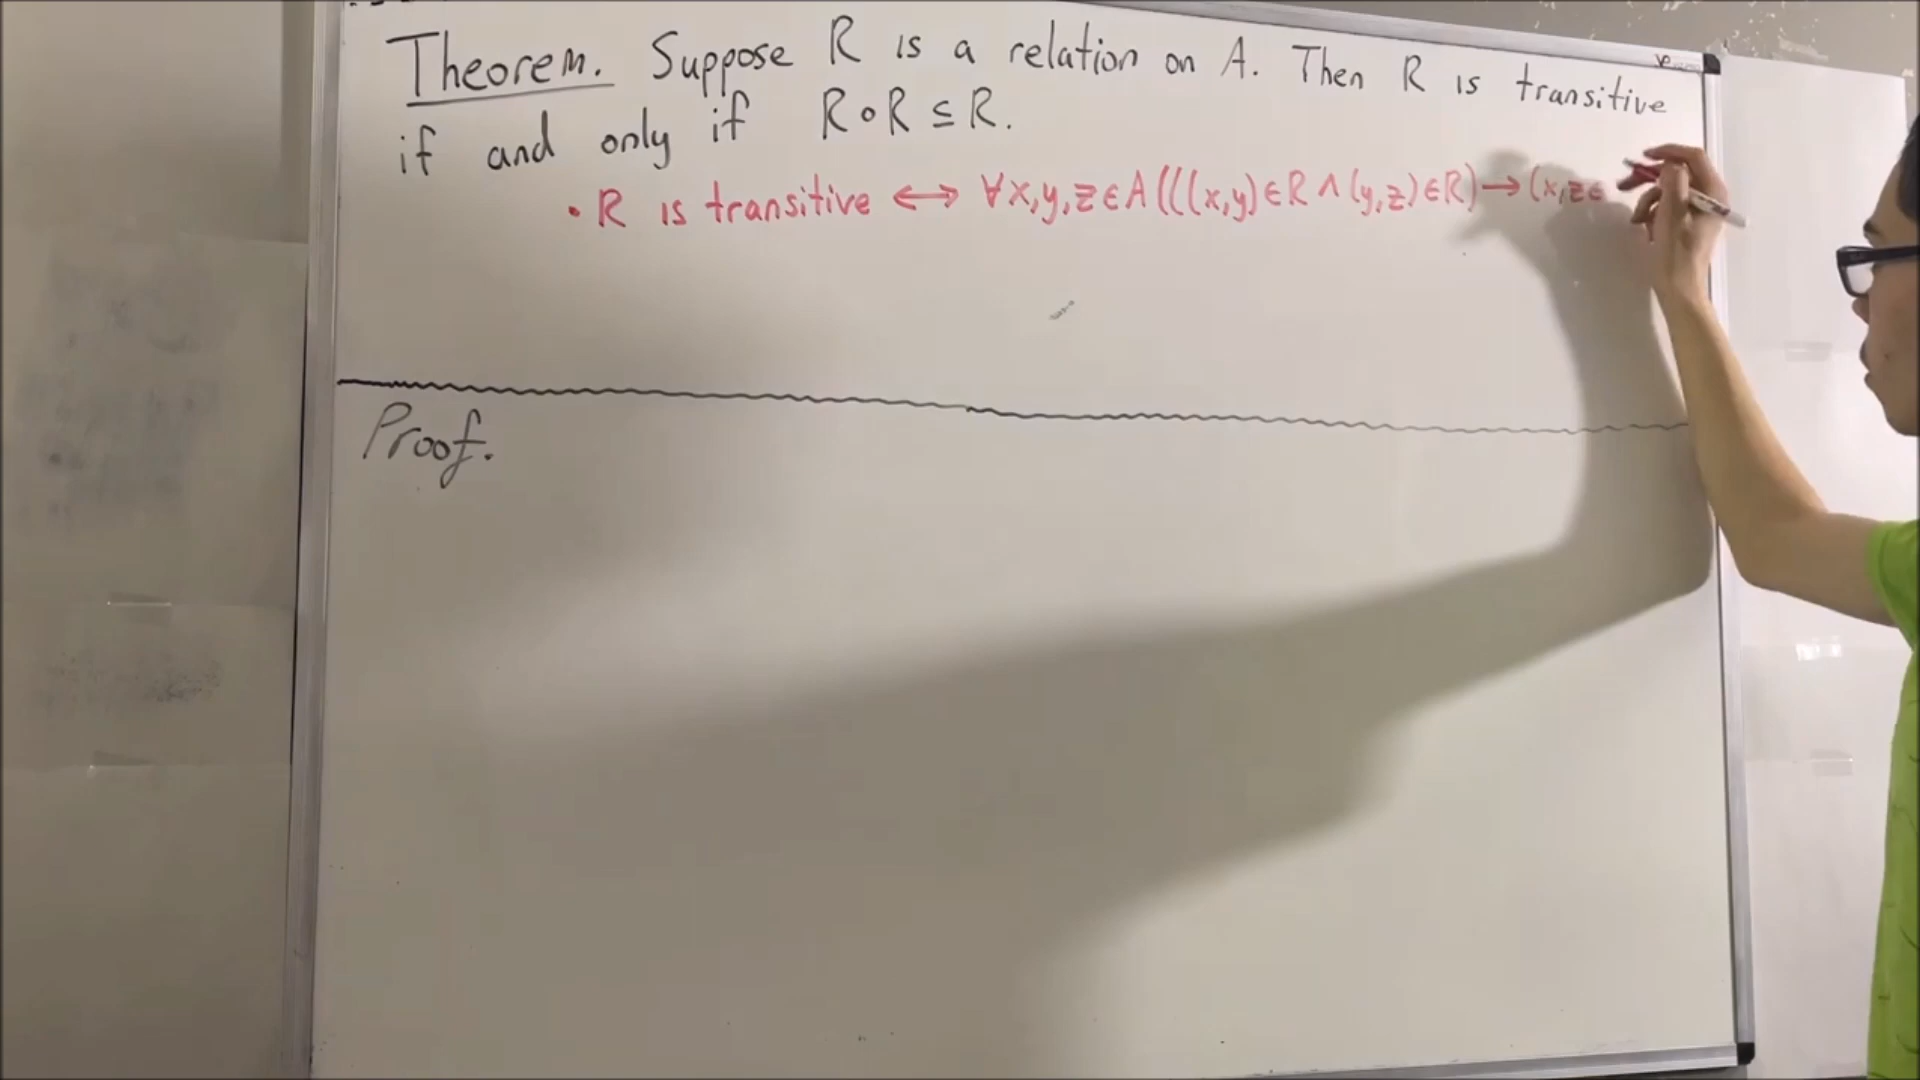 Theorem. Suppose R is a relation on A. Then R is transitive
if and only if R∘R ⊆ R.
• R is transitive ⟷ ∀x,y,z∈A(((x,y)∈R ∧ (y,z)∈R) → (x,z∈
Proof.